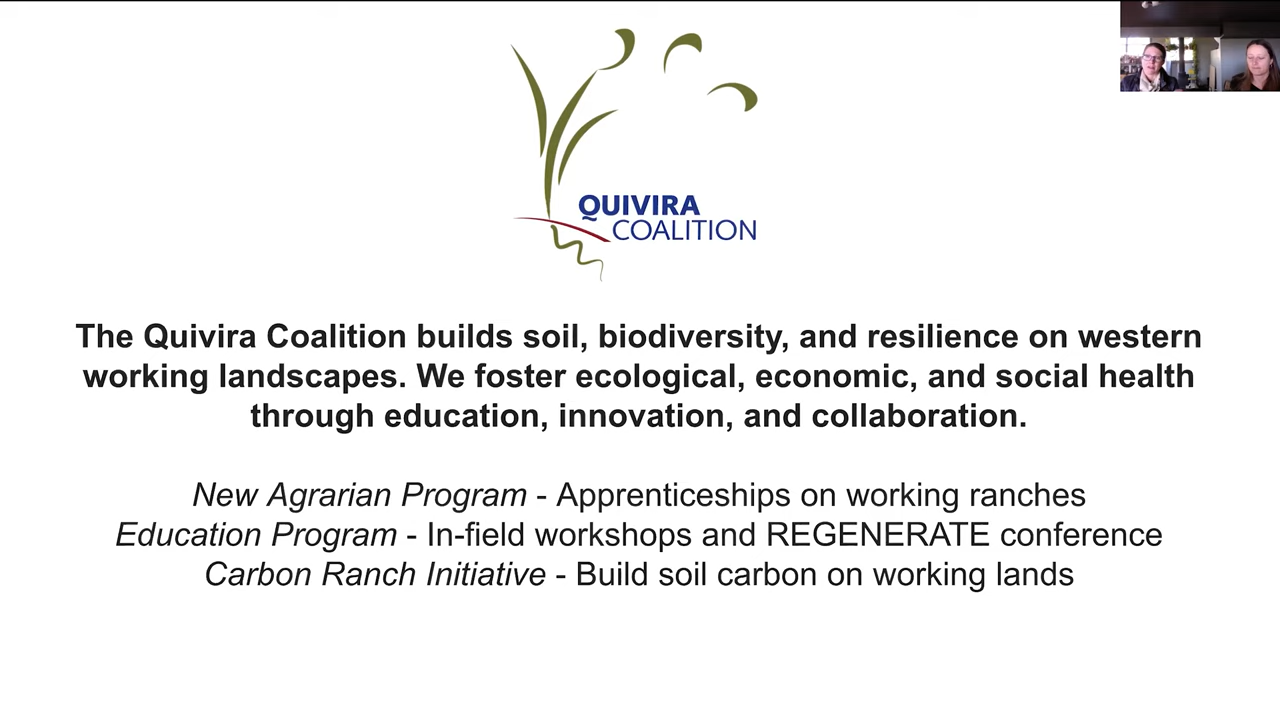 QUIVIRA
COALITION
The Quivira Coalition builds soil, biodiversity, and resilience on western
working landscapes. We foster ecological, economic, and social health
through education, innovation, and collaboration.
New Agrarian Program - Apprenticeships on working ranches
Education Program - In-field workshops and REGENERATE conference
Carbon Ranch Initiative - Build soil carbon on working lands